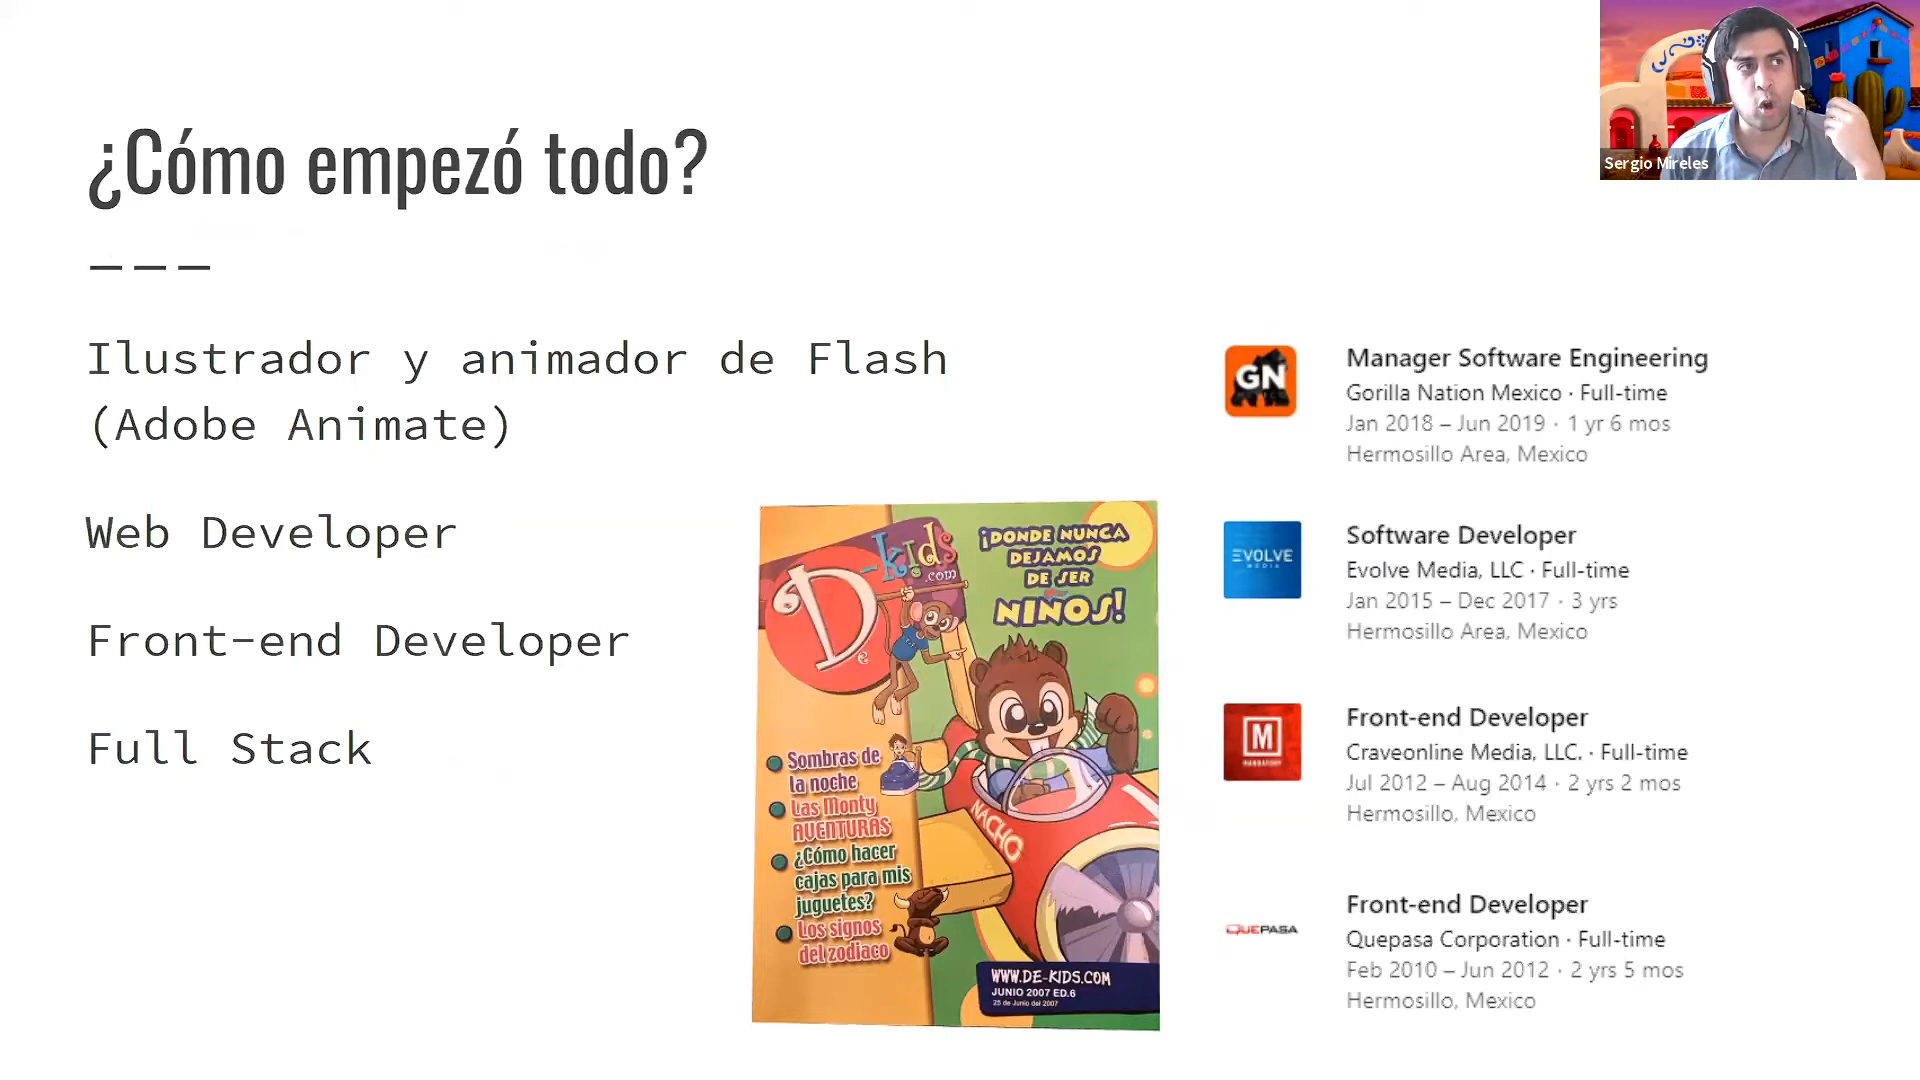 ¿Cómo empezó todo?
Ilustrador y animador de Flash
(Adobe Animate)
Web Developer
Front-end Developer
Full Stack
D-kids
.com
e
¡DONDE NUNCA
DEJAMOS
DE SER
NIÑOS!
Sombras de
la noche
Las Monty
AVENTURAS
¿Cómo hacer
cajas para mis
juguetes?
Los signos
del zodiaco
NACHO
WWW.DE-KIDS.COM
JUNIO 2007 ED.6
25 de Junio del 2007
GN
Manager Software Engineering
Gorilla Nation Mexico · Full-time
Jan 2018 – Jun 2019 · 1 yr 6 mos
Hermosillo Area, Mexico
EVOLVE
MEDIA
Software Developer
Evolve Media, LLC · Full-time
Jan 2015 – Dec 2017 · 3 yrs
Hermosillo Area, Mexico
M
MANDATORY
Front-end Developer
Craveonline Media, LLC. · Full-time
Jul 2012 – Aug 2014 · 2 yrs 2 mos
Hermosillo, Mexico
QUEPASA
Front-end Developer
Quepasa Corporation · Full-time
Feb 2010 – Jun 2012 · 2 yrs 5 mos
Hermosillo, Mexico
Sergio Mireles